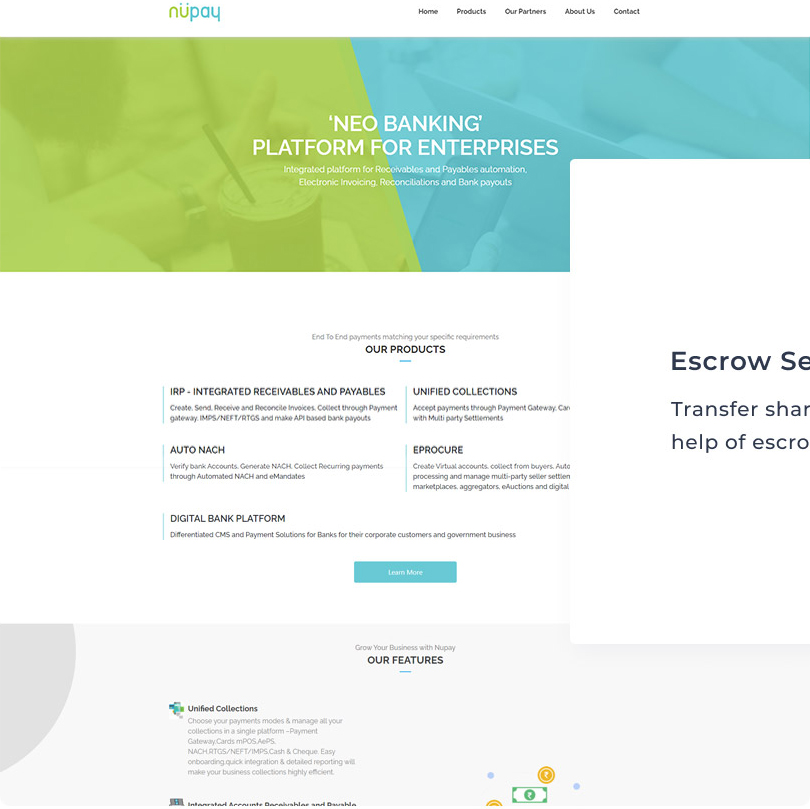 nüpay
Home Products Our Partners About Us Contact
‘NEO BANKING’
PLATFORM FOR ENTERPRISES
Integrated platform for Receivables and Payables automation,
Electronic Invoicing, Reconciliations and Bank payouts
End To End payments matching your specific requirements
OUR PRODUCTS
IRP - INTEGRATED RECEIVABLES AND PAYABLES
Create, Send, Receive and Reconcile Invoices, Collect through Payment
gateway, IMPS/NEFT/RTGS and make API based bank payouts
UNIFIED COLLECTIONS
Accept payments through Payment Gateway, Car
with Multi party Settlements
AUTO NACH
Verify bank Accounts, Generate NACH, Collect Recurring payments
through Automated NACH and eMandates
EPROCURE
Create Virtual accounts, collect from buyers, Auto
processing and manage multi-party seller settlem
marketplaces, aggregators, eAuctions and digital
DIGITAL BANK PLATFORM
Differentiated CMS and Payment Solutions for Banks for their corporate customers and government business
Learn More
Escrow Se
Transfer shar
help of escro
Grow Your Business with Nupay
OUR FEATURES
Unified Collections
Choose your payments modes & manage all your
collections in a single platform –Payment
Gateway,Cards mPOS,AePS,
NACH,RTGS/NEFT/IMPS,Cash & Cheque. Easy
onboarding,quick integration & detailed reporting will
make your business collections highly efficient.
Integrated Accounts Receivables and Payable